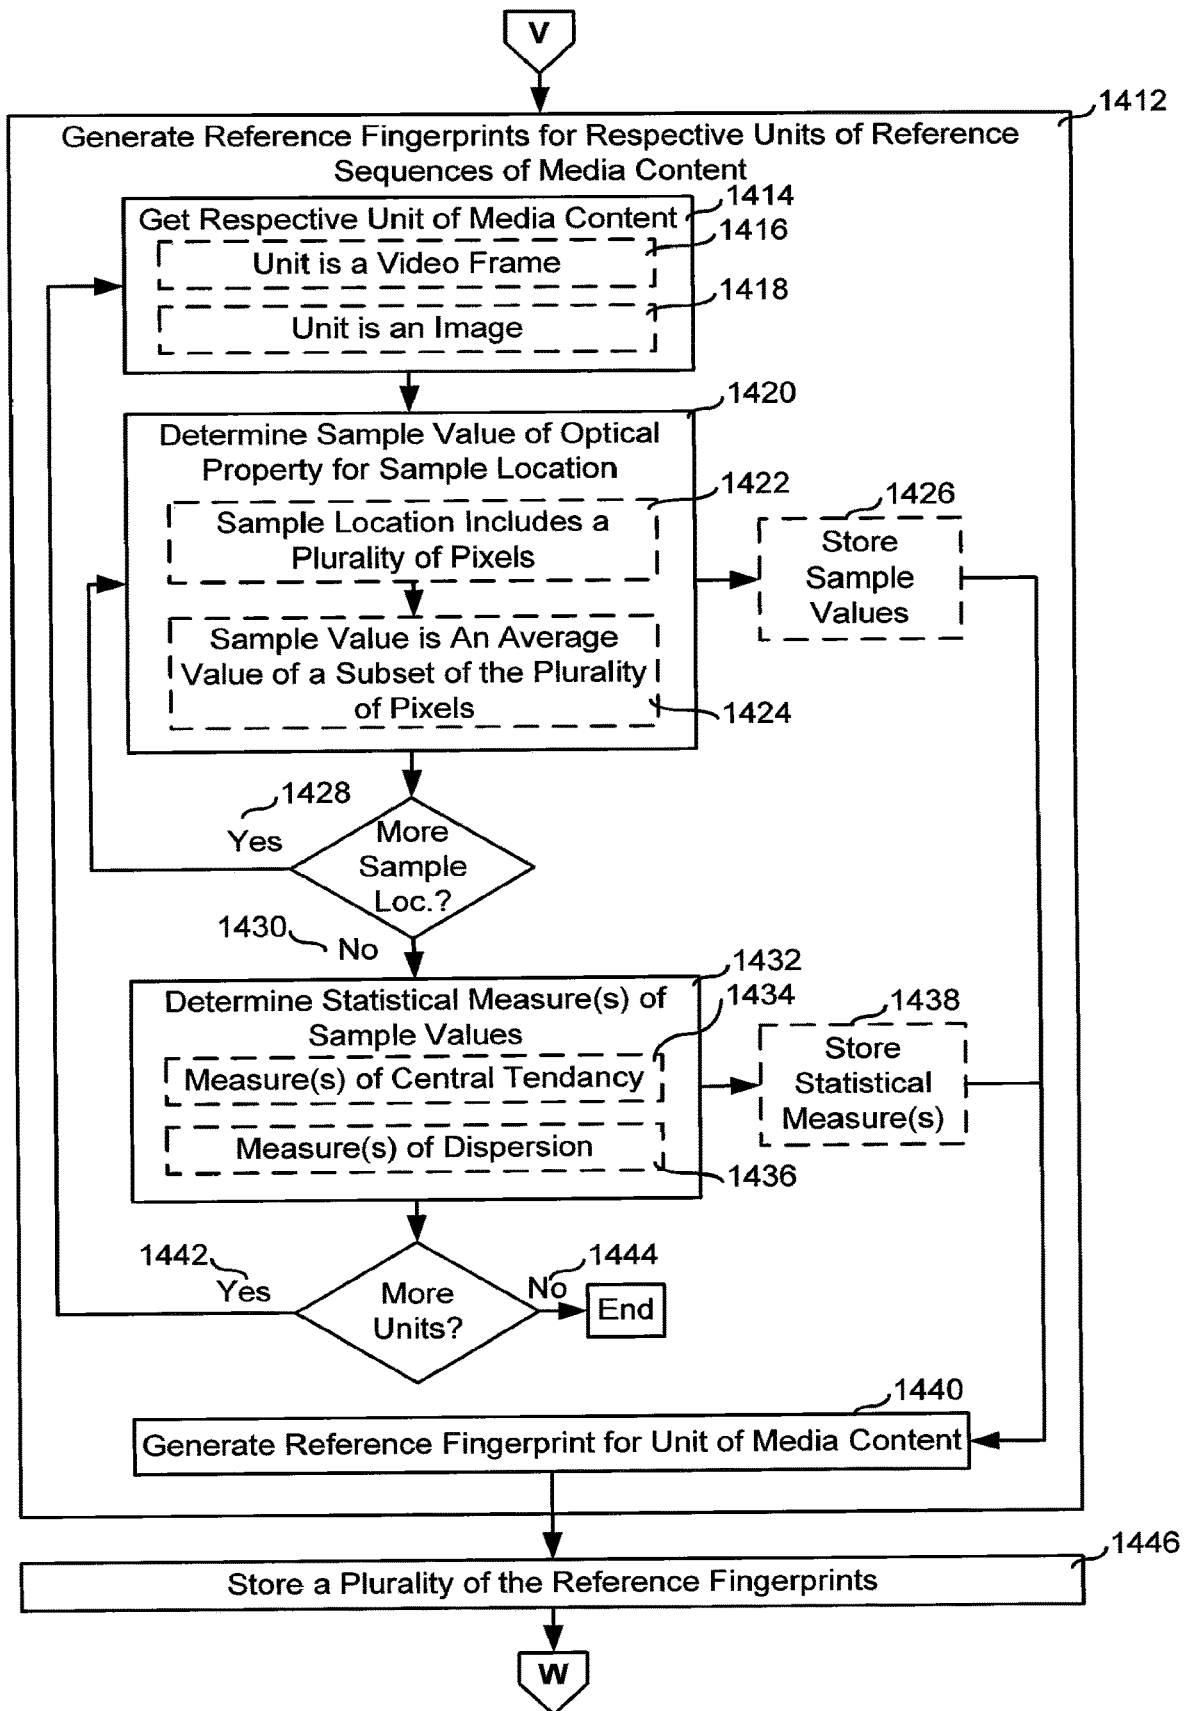 V
1412
Generate Reference Fingerprints for Respective Units of Reference
Sequences of Media Content
1414
Get Respective Unit of Media Content
1416
Unit is a Video Frame
1418
Unit is an Image
1420
Determine Sample Value of Optical
Property for Sample Location
1422
Sample Location Includes a
Plurality of Pixels
1426
Store
Sample
Values
Sample Value is An Average
Value of a Subset of the Plurality
of Pixels
1424
1428
Yes
More
Sample
Loc.?
1430
No
1432
Determine Statistical Measure(s) of
Sample Values
1434
Measure(s) of Central Tendancy
1438
Store
Statistical
Measure(s)
Measure(s) of Dispersion
1436
1442
Yes
1444
No
More
Units?
End
1440
Generate Reference Fingerprint for Unit of Media Content
1446
Store a Plurality of the Reference Fingerprints
W